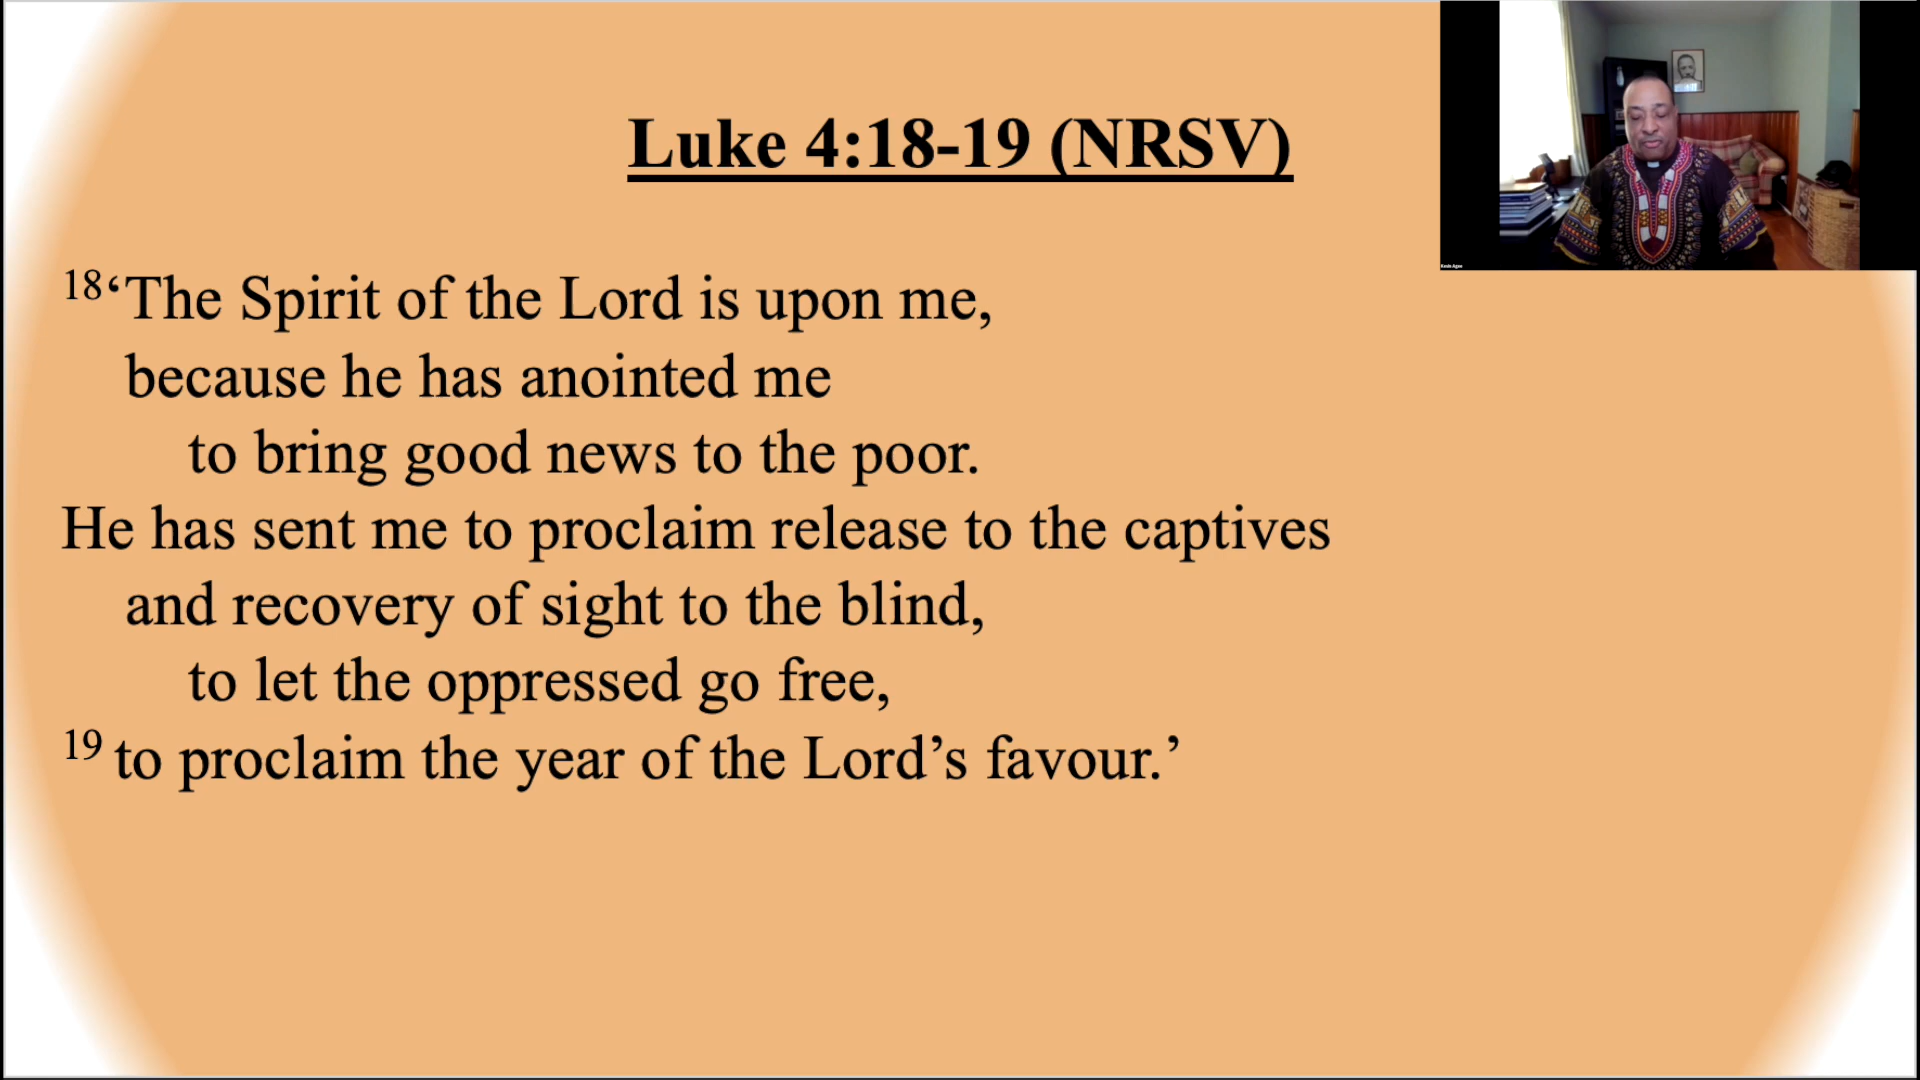 Luke 4:18-19 (NRSV)
18‘The Spirit of the Lord is upon me,
because he has anointed me
to bring good news to the poor.
He has sent me to proclaim release to the captives
and recovery of sight to the blind,
to let the oppressed go free,
19 to proclaim the year of the Lord’s favour.’